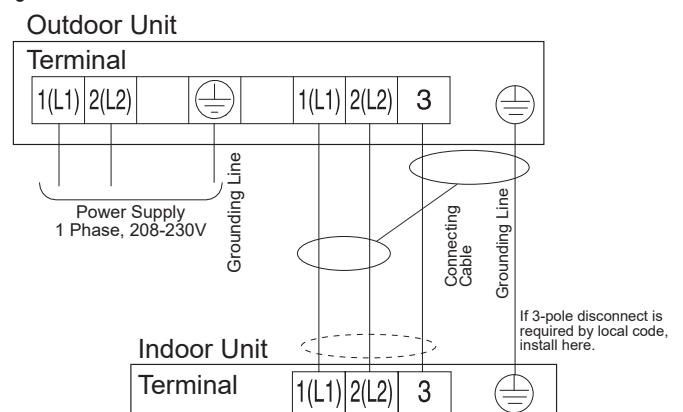 Outdoor Unit
Terminal
1(L1) 2(L2) 1(L1) 2(L2) 3
Power Supply
1 Phase, 208-230V
Grounding Line
Connecting
Cable
Grounding Line
If 3-pole disconnect is
required by local code,
install here.
Indoor Unit
Terminal
1(L1) 2(L2) 3